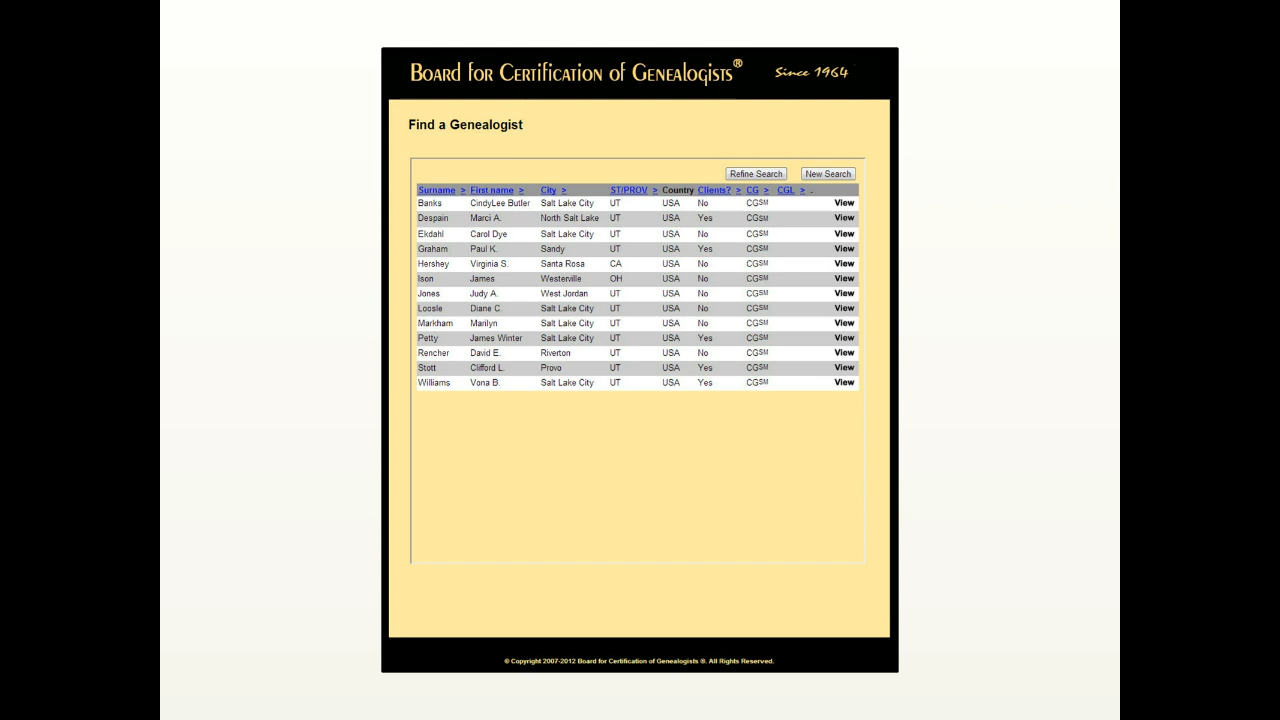 Board for Certification of Genealogists® Since 1964
Find a Genealogist
Refine Search New Search
Surname > First name > City > ST/PROV > Country Clients? > CG > CGL > .
Banks CindyLee Butler Salt Lake City UT USA No CGSM View
Despain Marci A. North Salt Lake UT USA Yes CGSM View
Ekdahl Carol Dye Salt Lake City UT USA No CGSM View
Graham Paul K. Sandy UT USA Yes CGSM View
Hershey Virginia S. Santa Rosa CA USA No CGSM View
Ison James Westerville OH USA No CGSM View
Jones Judy A. West Jordan UT USA No CGSM View
Loosle Diane C. Salt Lake City UT USA No CGSM View
Markham Marilyn Salt Lake City UT USA No CGSM View
Petty James Winter Salt Lake City UT USA Yes CGSM View
Rencher David E. Riverton UT USA No CGSM View
Stott Clifford L. Provo UT USA Yes CGSM View
Williams Vona B. Salt Lake City UT USA Yes CGSM View
© Copyright 2007-2012 Board for Certification of Genealogists ®. All Rights Reserved.